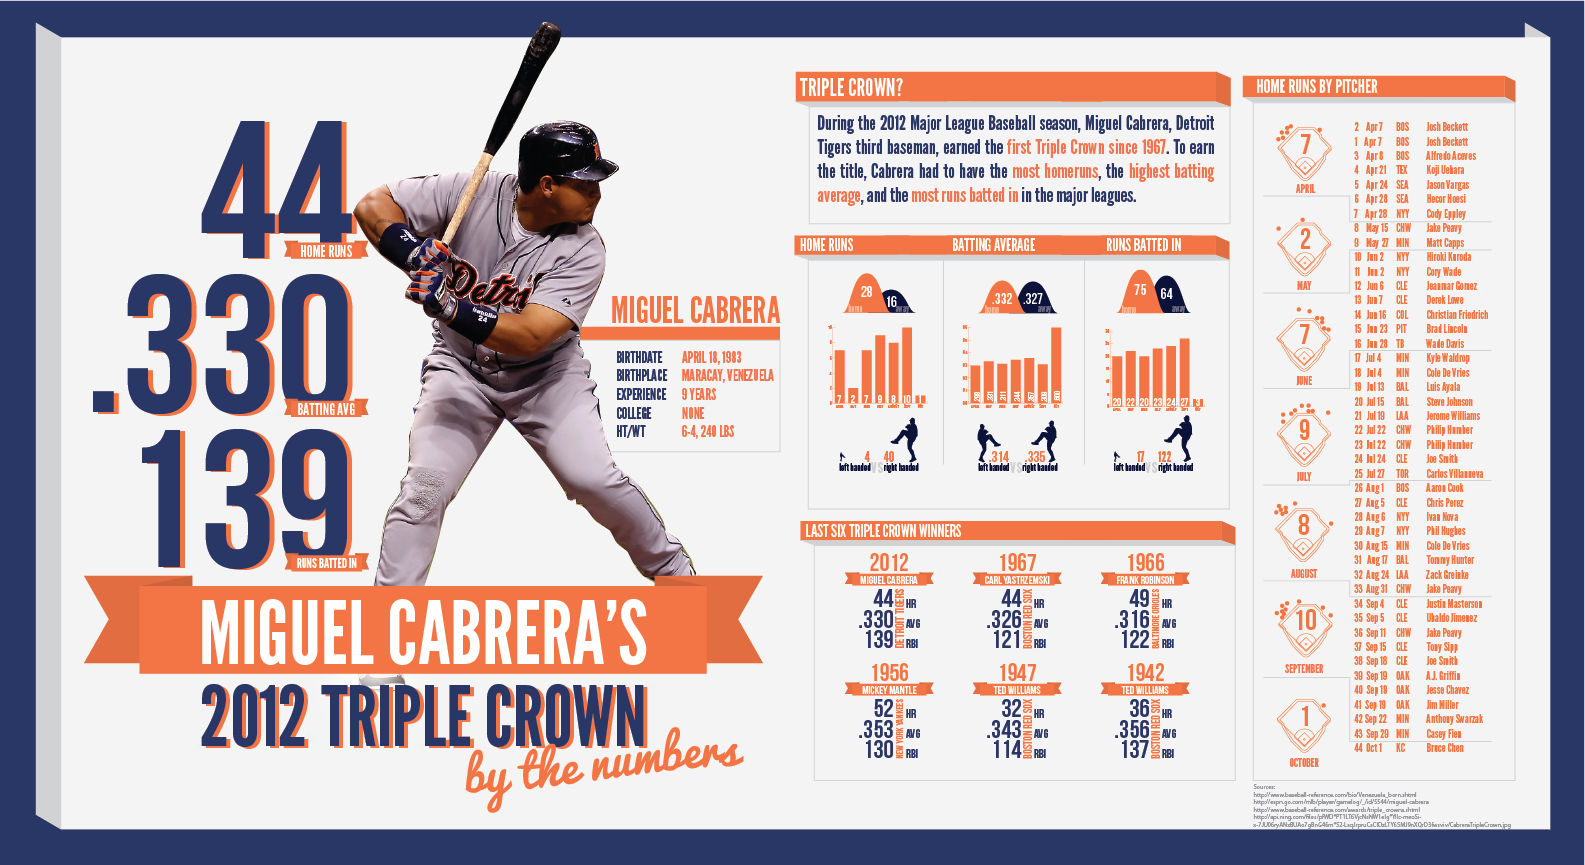 44
HOME RUNS
.330
BATTING AVG
139
RUNS BATTED IN
Detroit
24
24
MIGUEL CABRERA
BIRTHDATE APRIL 18, 1983
BIRTHPLACE MARACAY, VENEZUELA
EXPERIENCE 9 YEARS
COLLEGE NONE
HT/WT 6-4, 240 LBS
MIGUEL CABRERA'S
2012 TRIPLE CROWN
by the numbers
TRIPLE CROWN?
During the 2012 Major League Baseball season, Miguel Cabrera, Detroit
Tigers third baseman, earned the first Triple Crown since 1967. To earn
the title, Cabrera had to have the most homeruns, the highest batting
average, and the most runs batted in in the major leagues.
HOME RUNS BATTING AVERAGE RUNS BATTED IN
28 16
home away
7 2 7 9 8 10 1
4 40
left handed VS right handed
.332 .327
home away
.314 .335
left handed VS right handed
75 64
home away
20 22 20 23 24 27 3
17 122
left handed VS right handed
LAST SIX TRIPLE CROWN WINNERS
2012 1967 1966
MIGUEL CABRERA CARL YASTRZEMSKI FRANK ROBINSON
44 HR 44 HR 49 HR
.330 AVG .326 AVG .316 AVG
139 RBI 121 RBI 122 RBI
DETROIT TIGERS BOSTON RED SOX BALTIMORE ORIOLES
1956 1947 1942
MICKEY MANTLE TED WILLIAMS TED WILLIAMS
52 HR 32 HR 36 HR
.353 AVG .343 AVG .356 AVG
130 RBI 114 RBI 137 RBI
NEW YORK YANKEES BOSTON RED SOX BOSTON RED SOX
HOME RUNS BY PITCHER
7
APRIL
2
MAY
7
JUNE
9
JULY
8
AUGUST
10
SEPTEMBER
1
OCTOBER
2 Apr 7 BOS Josh Beckett
1 Apr 7 BOS Josh Beckett
3 Apr 8 BOS Alfredo Aceves
4 Apr 21 TEX Koji Uehara
5 Apr 24 SEA Jason Vargas
6 Apr 28 SEA Hecor Hoesi
7 Apr 28 NYY Cody Eppley
8 May 15 CHW Jake Peavy
9 May 27 MIN Matt Capps
10 Jun 2 NYY Hiroki Kuroda
11 Jun 2 NYY Cory Wade
12 Jun 6 CLE Jeanmar Gomez
13 Jun 7 CLE Derek Lowe
14 Jun 16 COL Christian Friedrich
15 Jun 23 PIT Brad Lincoln
16 Jun 28 TB Wade Davis
17 Jul 4 MIN Kyle Waldrop
18 Jul 4 MIN Cole De Vries
19 Jul 13 BAL Luis Ayala
20 Jul 15 BAL Steve Johnson
21 Jul 19 LAA Jerome Williams
22 Jul 22 CHW Philip Humber
23 Jul 22 CHW Philip Humber
24 Jul 24 CLE Joe Smith
25 Jul 27 TOR Carlos Villanueva
26 Aug 1 BOS Aaron Cook
27 Aug 5 CLE Chris Perez
28 Aug 6 NYY Ivan Nova
29 Aug 7 NYY Phil Hughes
30 Aug 15 MIN Cole De Vries
31 Aug 17 BAL Tommy Hunter
32 Aug 24 LAA Zack Greinke
33 Aug 31 CHW Jake Peavy
34 Sep 4 CLE Justin Masterson
35 Sep 5 CLE Ubaldo Jimenez
36 Sep 11 CHW Jake Peavy
37 Sep 15 CLE Tony Sipp
38 Sep 18 CLE Joe Smith
39 Sep 19 OAK A.J. Griffin
40 Sep 19 OAK Jesse Chavez
41 Sep 19 OAK Jim Miller
42 Sep 22 MIN Anthony Swarzak
43 Sep 29 MIN Casey Fien
44 Oct 1 KC Bruce Chen
Sources:
http://www.baseball-reference.com/bio/Venezuela_born.shtml
http://espn.go.com/mlb/player/gamelog/_/id/5544/miguel-cabrera
http://www.baseball-reference.com/awards/triple_crowns.shtml